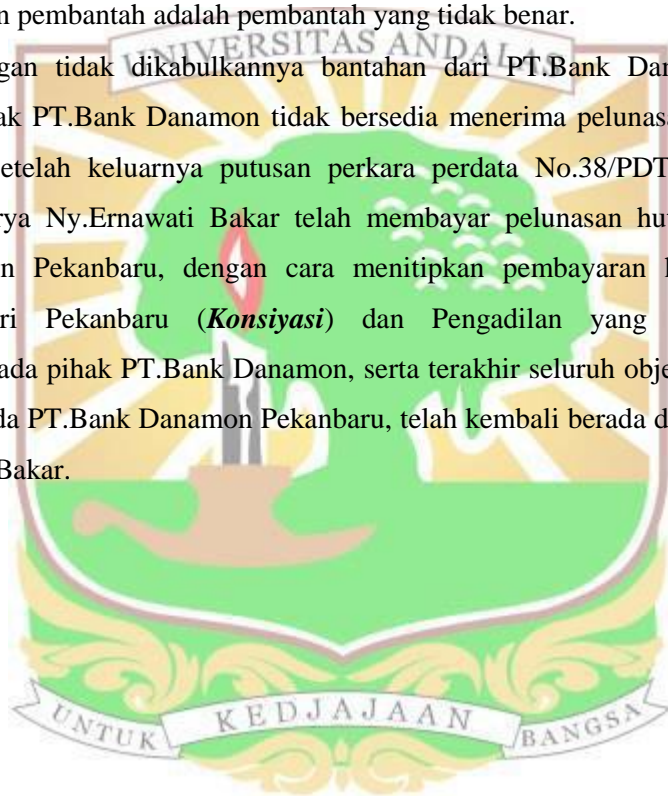 n pembantah adalah pembantah yang tidak benar.
UNIVERSITAS ANDALAS
gan tidak dikabulkannya bantahan dari PT.Bank Dan
ak PT.Bank Danamon tidak bersedia menerima pelunasa
etelah keluarnya putusan perkara perdata No.38/PDT
rya Ny.Ernawati Bakar telah membayar pelunasan hu
n Pekanbaru, dengan cara menitipkan pembayaran
ri Pekanbaru (Konsiyasi) dan Pengadilan yang
ada pihak PT.Bank Danamon, serta terakhir seluruh obje
da PT.Bank Danamon Pekanbaru, telah kembali berada d
Bakar.
UNTUK KEDJAJAAN BANGSA